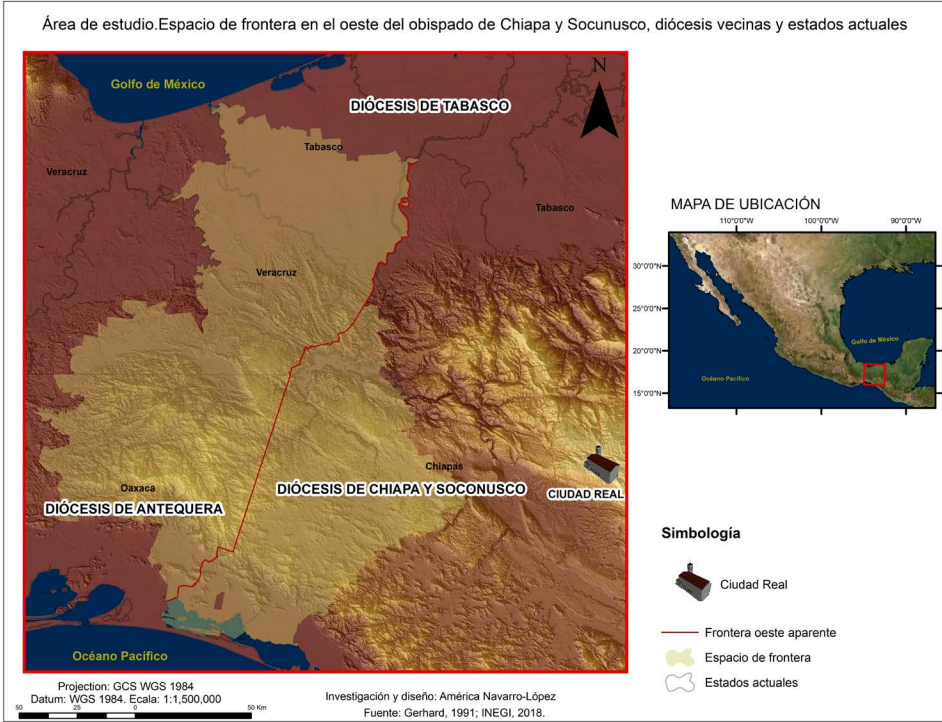 Área de estudio.Espacio de frontera en el oeste del obispado de Chiapa y Socunusco, diócesis vecinas y estados actuales
Golfo de México
N
DIÓCESIS DE TABASCO
Tabasco
Veracruz
Tabasco
Veracruz
Chiapas
Oaxaca
DIÓCESIS DE CHIAPA Y SOCONUSCO
CIUDAD REAL
DIÓCESIS DE ANTEQUERA
Océano Pacífico
MAPA DE UBICACIÓN
110°0'0"W 100°0'0"W 90°0'0"W
30°0'0"N
25°0'0"N
20°0'0"N
15°0'0"N
Golfo de México
Océano Pacífico
Simbología
Ciudad Real
Frontera oeste aparente
Espacio de frontera
Estados actuales
Projection: GCS WGS 1984
Datum: WGS 1984. Ecala: 1:1,500,000
50 25 0 50 Km
Investigación y diseño: América Navarro-López
Fuente: Gerhard, 1991; INEGI, 2018.